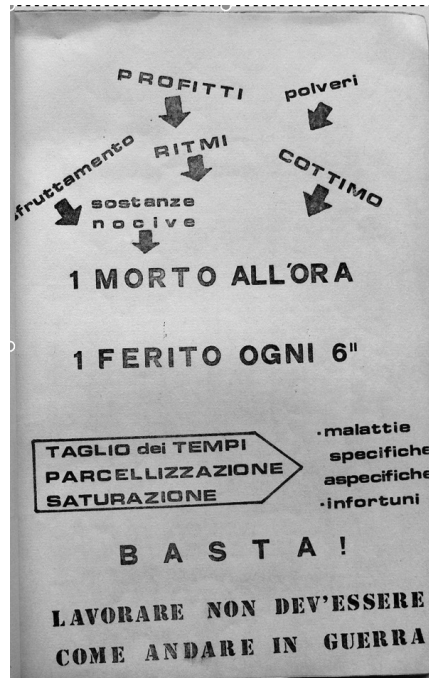 PROFITTI
polveri
sfruttamento
RITMI
COTTIMO
sostanze
nocive
1 MORTO ALL'ORA
1 FERITO OGNI 6"
TAGLIO dei TEMPI
PARCELLIZZAZIONE
SATURAZIONE
·malattie
specifiche
aspecifiche
·infortuni
BASTA!
LAVORARE NON DEV'ESSERE
COME ANDARE IN GUERRA